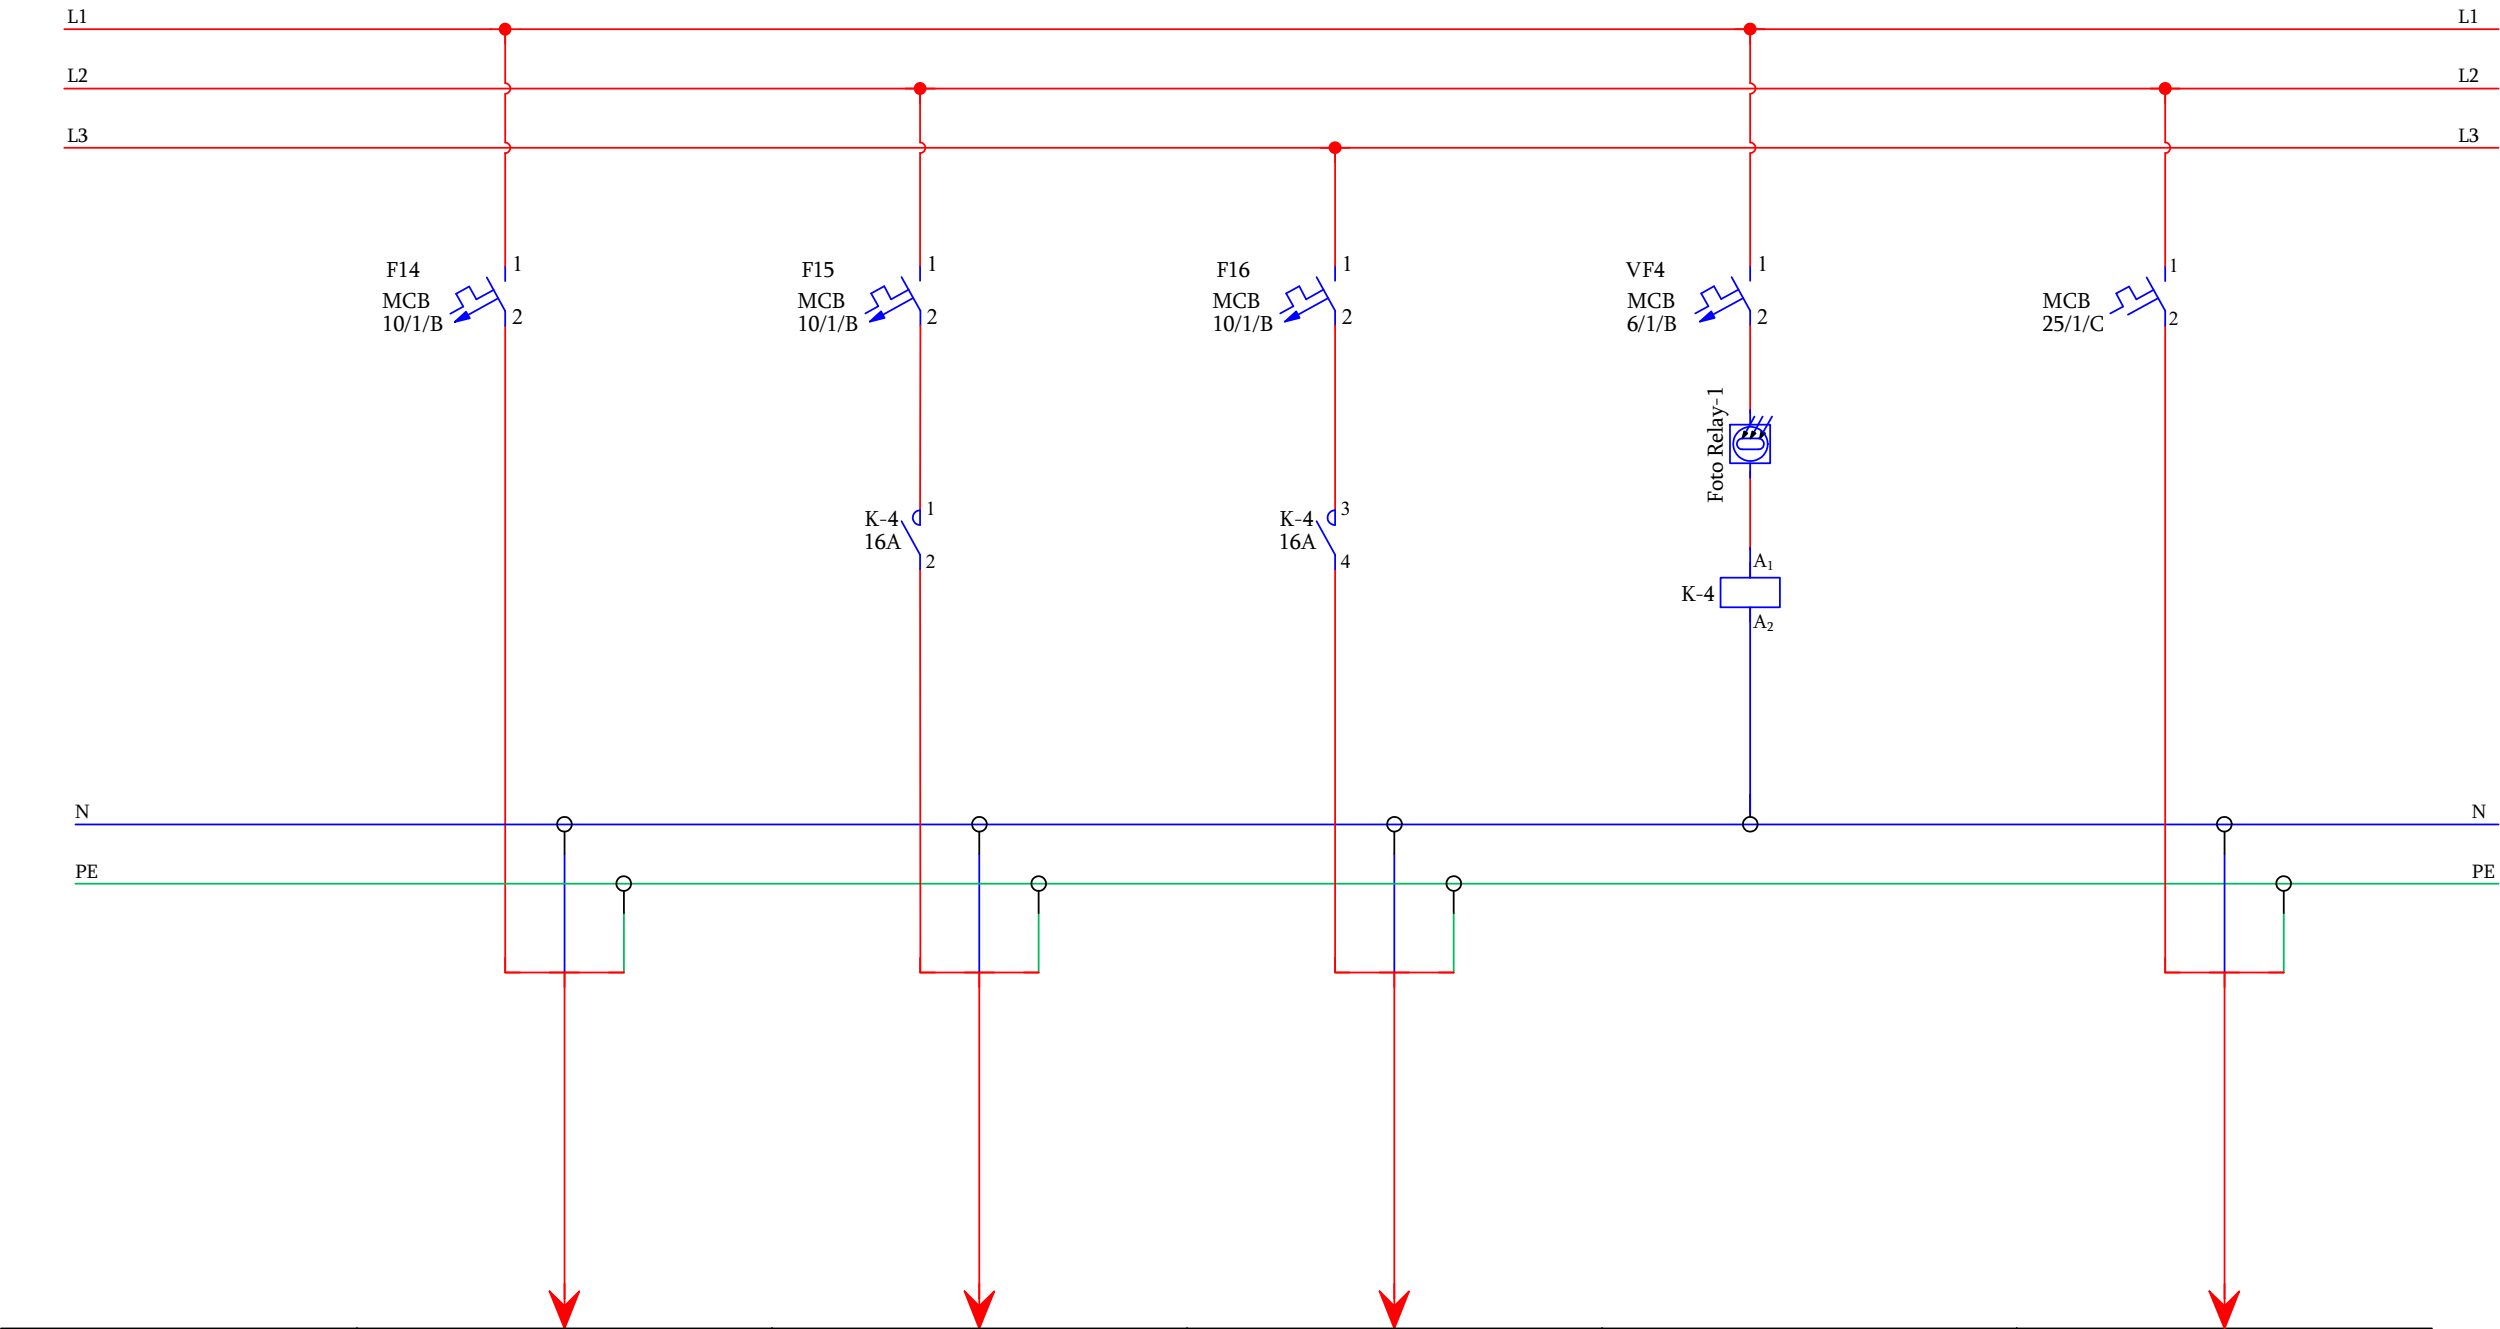 L1 L1
L2 L2
L3 L3
F14
MCB
10/1/B
1
2
F15
MCB
10/1/B
1
2
F16
MCB
10/1/B
1
2
VF4
MCB
6/1/B
1
2
MCB
25/1/C
1
2
Foto Relay-1
K-4
16A
1
2
K-4
16A
3
4
A₁
K-4
A₂
N N
PE PE